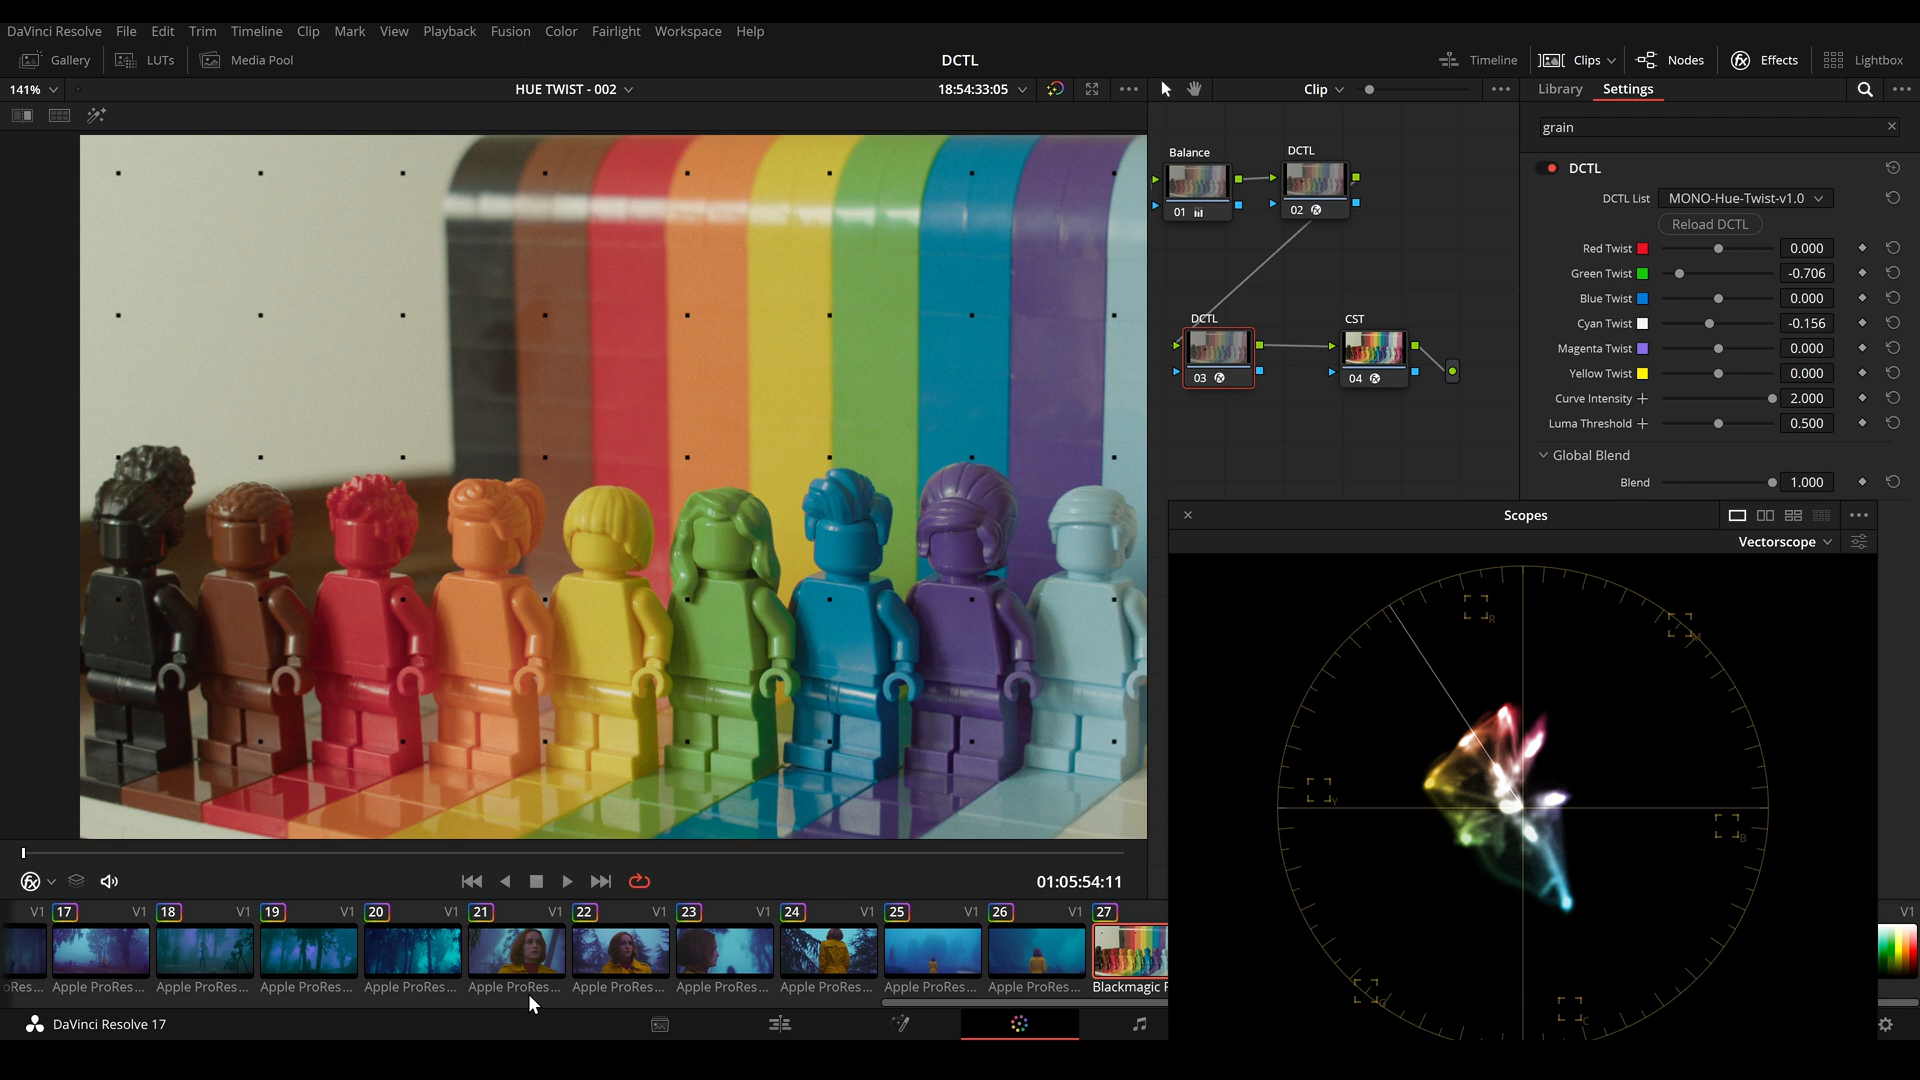 DaVinci Resolve File Edit Trim Timeline Clip Mark View Playback Fusion Color Fairlight Workspace Help
Gallery LUTs Media Pool DCTL Timeline Clips Nodes Effects Lightbox
141% HUE TWIST - 002 18:54:33:05 Clip Library Settings
grain
DCTL
DCTL List MONO-Hue-Twist-v1.0
Reload DCTL
Red Twist 0.000
Green Twist -0.706
Blue Twist 0.000
Cyan Twist -0.156
Magenta Twist 0.000
Yellow Twist 0.000
Curve Intensity 2.000
Luma Threshold 0.500
Global Blend
Blend 1.000
Balance DCTL
01 02
DCTL CST
03 04
Scopes
Vectorscope
R
M
Y
B
G
C
01:05:54:11
V1 17 V1 18 V1 19 V1 20 V1 21 V1 22 V1 23 V1 24 V1 25 V1 26 V1 27 V1
oRes... Apple ProRes... Apple ProRes... Apple ProRes... Apple ProRes... Apple ProRes... Apple ProRes... Apple ProRes... Apple ProRes... Apple ProRes... Apple ProRes... Blackmagic
DaVinci Resolve 17